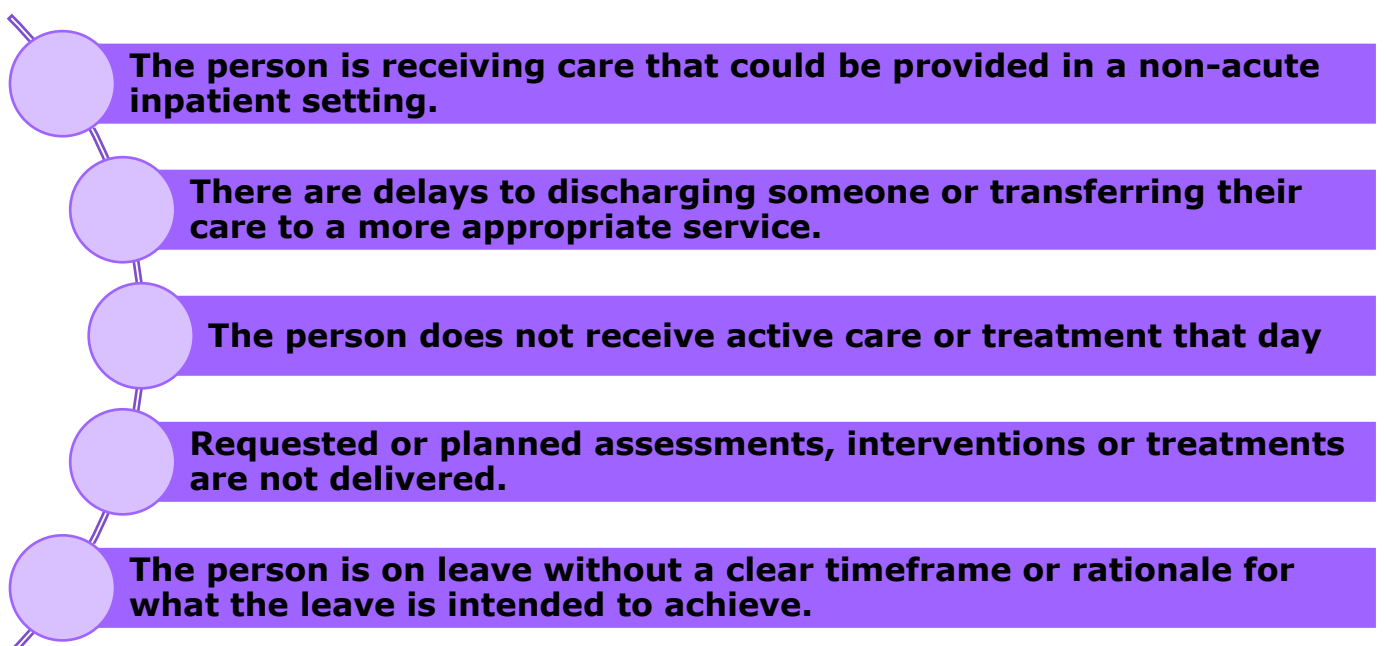 The person is receiving care that could be provided in a non-acute
inpatient setting.
There are delays to discharging someone or transferring their
care to a more appropriate service.
The person does not receive active care or treatment that day
Requested or planned assessments, interventions or treatments
are not delivered.
The person is on leave without a clear timeframe or rationale for
what the leave is intended to achieve.